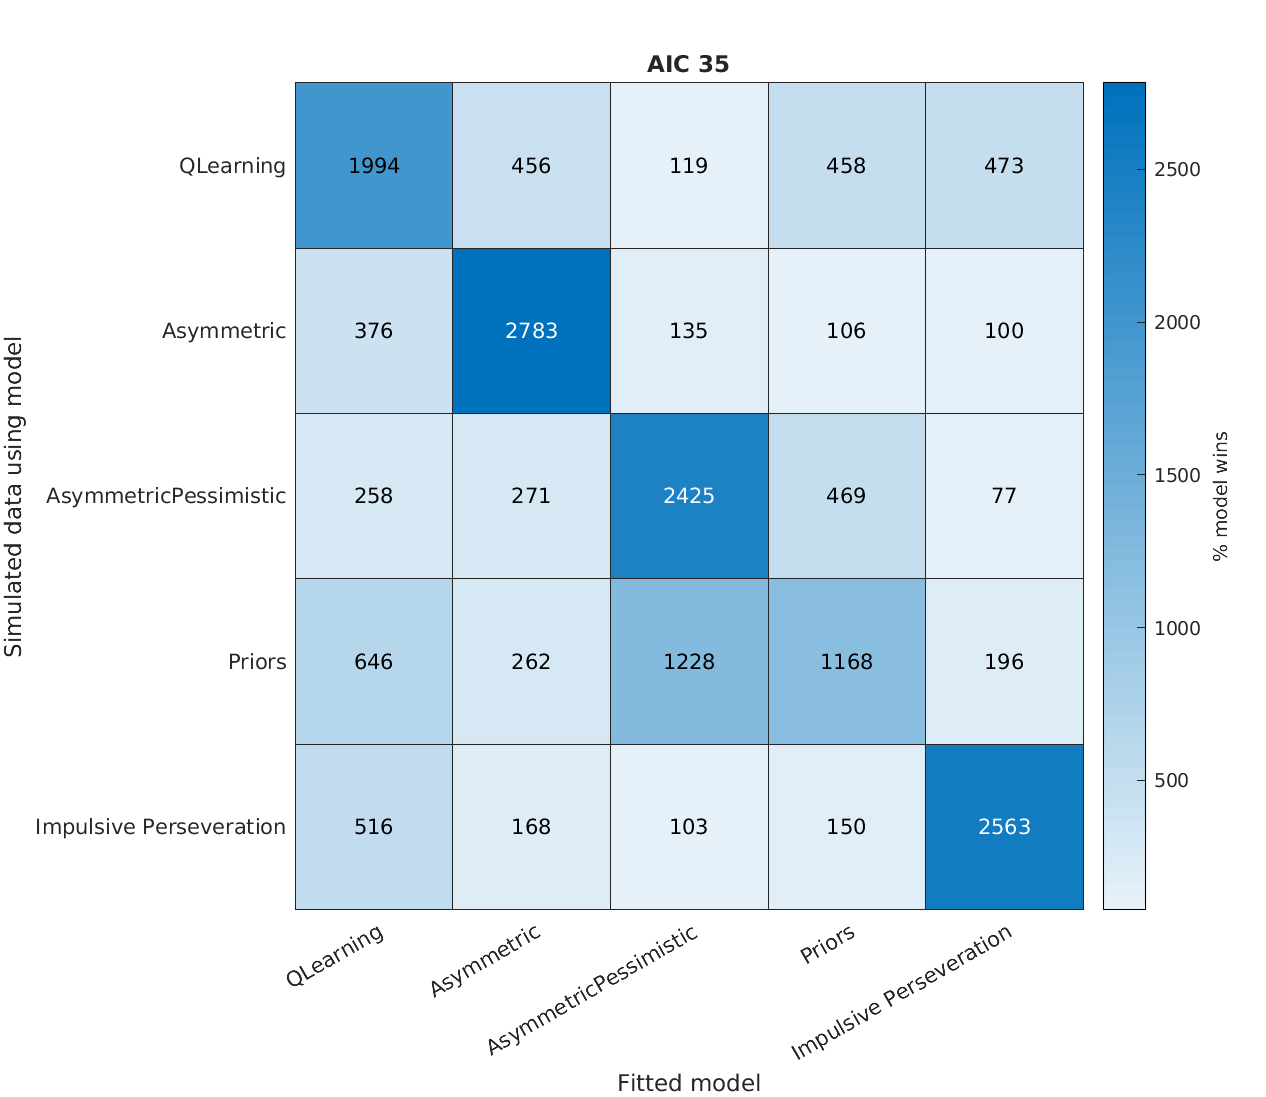 AIC 35
QLearning 1994 456 119 458 473
Asymmetric 376 2783 135 106 100
AsymmetricPessimistic 258 271 2425 469 77
Priors 646 262 1228 1168 196
Impulsive Perseveration 516 168 103 150 2563
QLearning
Asymmetric
AsymmetricPessimistic
Priors
Impulsive Perseveration
Fitted model
Simulated data using model
2500
2000
1500
1000
500
% model wins